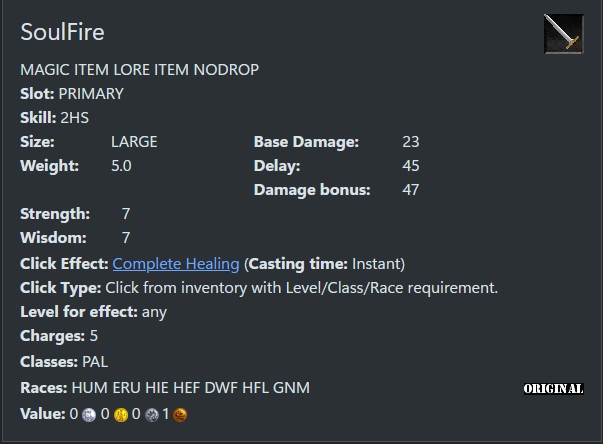 SoulFire
MAGIC ITEM LORE ITEM NODROP
Slot: PRIMARY
Skill: 2HS
Size: LARGE Base Damage: 23
Weight: 5.0 Delay: 45
Damage bonus: 47
Strength: 7
Wisdom: 7
Click Effect: Complete Healing (Casting time: Instant)
Click Type: Click from inventory with Level/Class/Race requirement.
Level for effect: any
Charges: 5
Classes: PAL
Races: HUM ERU HIE HEF DWF HFL GNM ORIGINAL
Value: 0 0 0 1